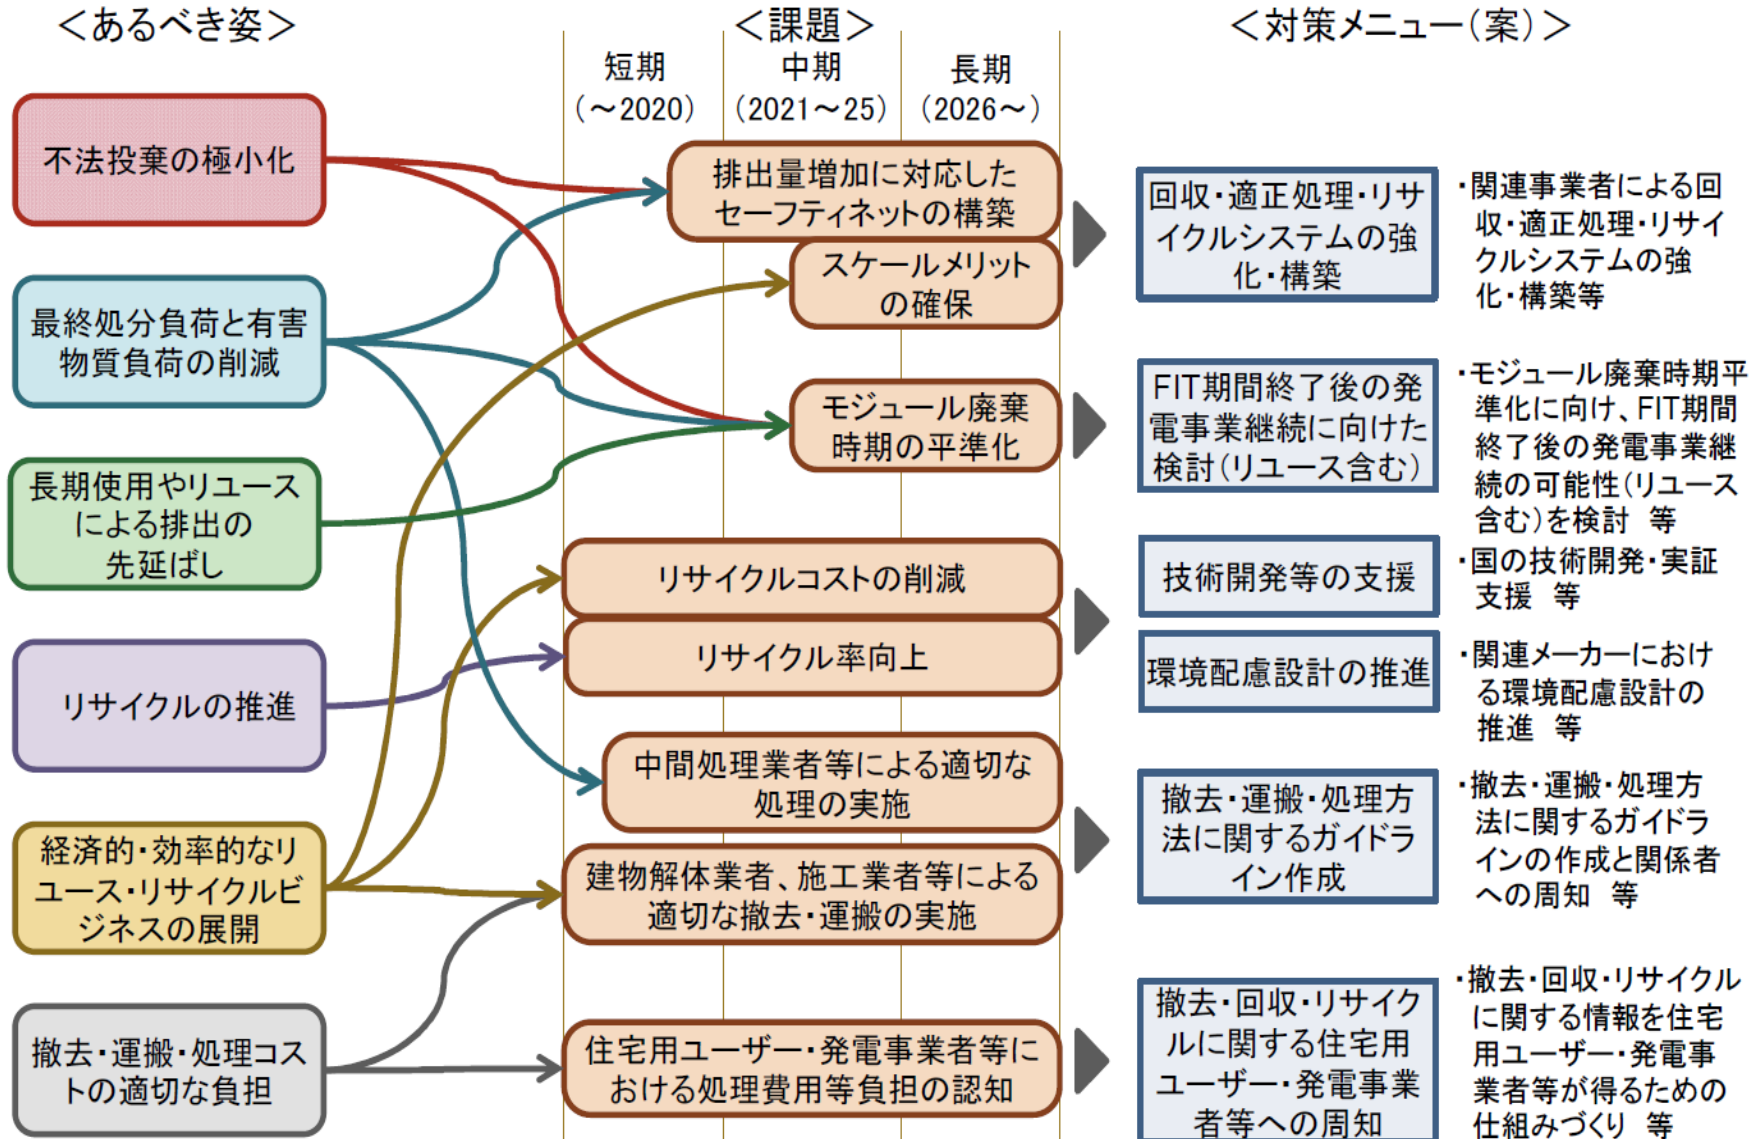 ＜あるべき姿＞
不法投棄の極小化
最終処分負荷と有害
物質負荷の削減
長期使用やリユース
による排出の
先延ばし
リサイクルの推進
経済的・効率的なリ
ユース・リサイクルビ
ジネスの展開
撤去・運搬・処理コス
トの適切な負担
＜課題＞
短期
（～2020）
中期
（2021～25）
長期
（2026～）
排出量増加に対応した
セーフティネットの構築
スケールメリット
の確保
モジュール廃棄
時期の平準化
リサイクルコストの削減
リサイクル率向上
中間処理業者等による適切な
処理の実施
建物解体業者、施工業者等による
適切な撤去・運搬の実施
住宅用ユーザー・発電事業者等に
おける処理費用等負担の認知
＜対策メニュー（案）＞
回収・適正処理・リサ
イクルシステムの強
化・構築
・関連事業者による回
収・適正処理・リサイ
クルシステムの強
化・構築等
FIT期間終了後の発
電事業継続に向けた
検討（リユース含む）
・モジュール廃棄時期平
準化に向け、FIT期間
終了後の発電事業継
続の可能性（リユース
含む）を検討 等
技術開発等の支援
・国の技術開発・実証
支援 等
環境配慮設計の推進
・関連メーカーにおけ
る環境配慮設計の
推進 等
撤去・運搬・処理方
法に関するガイドラ
イン作成
・撤去・運搬・処理方
法に関するガイドラ
インの作成と関係者
への周知 等
撤去・回収・リサイク
ルに関する住宅用
ユーザー・発電事業
者等への周知
・撤去・回収・リサイクル
に関する情報を住宅
用ユーザー・発電事
業者等が得るための
仕組みづくり 等